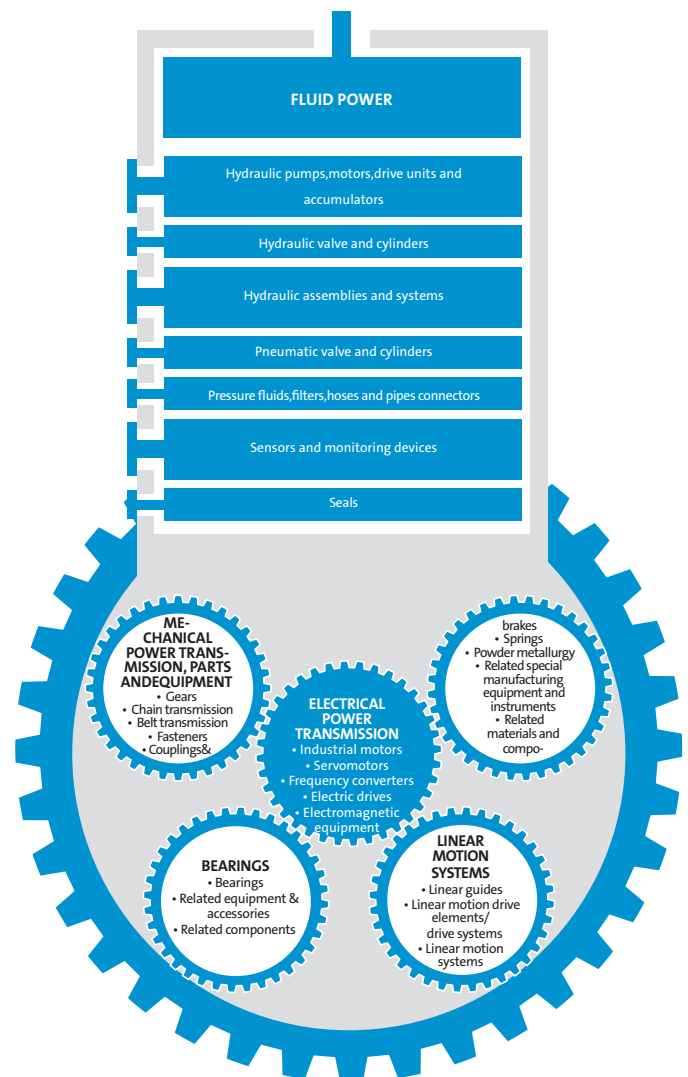 FLUID POWER
Hydraulic pumps,motors,drive units and
accumulators
Hydraulic valve and cylinders
Hydraulic assemblies and systems
Pneumatic valve and cylinders
Pressure fluids,filters,hoses and pipes connectors
Sensors and monitoring devices
Seals
ME-
CHANICAL
POWER TRANS-
MISSION, PARTS
ANDEQUIPMENT
• Gears
• Chain transmission
• Belt transmission
• Fasteners
• Couplings&
brakes
• Springs
• Powder metallurgy
• Related special
manufacturing
equipment and
instruments
• Related
materials and
compo-
ELECTRICAL
POWER
TRANSMISSION
• Industrial motors
• Servomotors
• Frequency converters
• Electric drives
• Electromagnetic
equipment
BEARINGS
• Bearings
• Related equipment &
accessories
• Related components
LINEAR
MOTION
SYSTEMS
• Linear guides
• Linear motion drive
elements/
drive systems
• Linear motion
systems